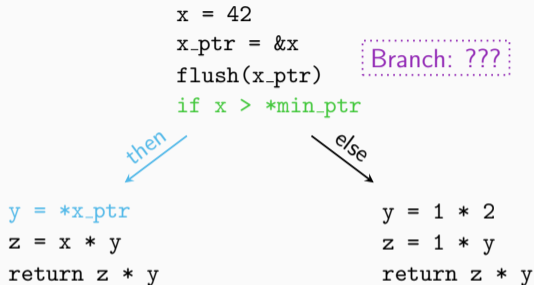 x = 42
x_ptr = &x
flush(x_ptr)
if x > *min_ptr
Branch: ???
then
else
y = *x_ptr
z = x * y
return z * y
y = 1 * 2
z = 1 * y
return z * y